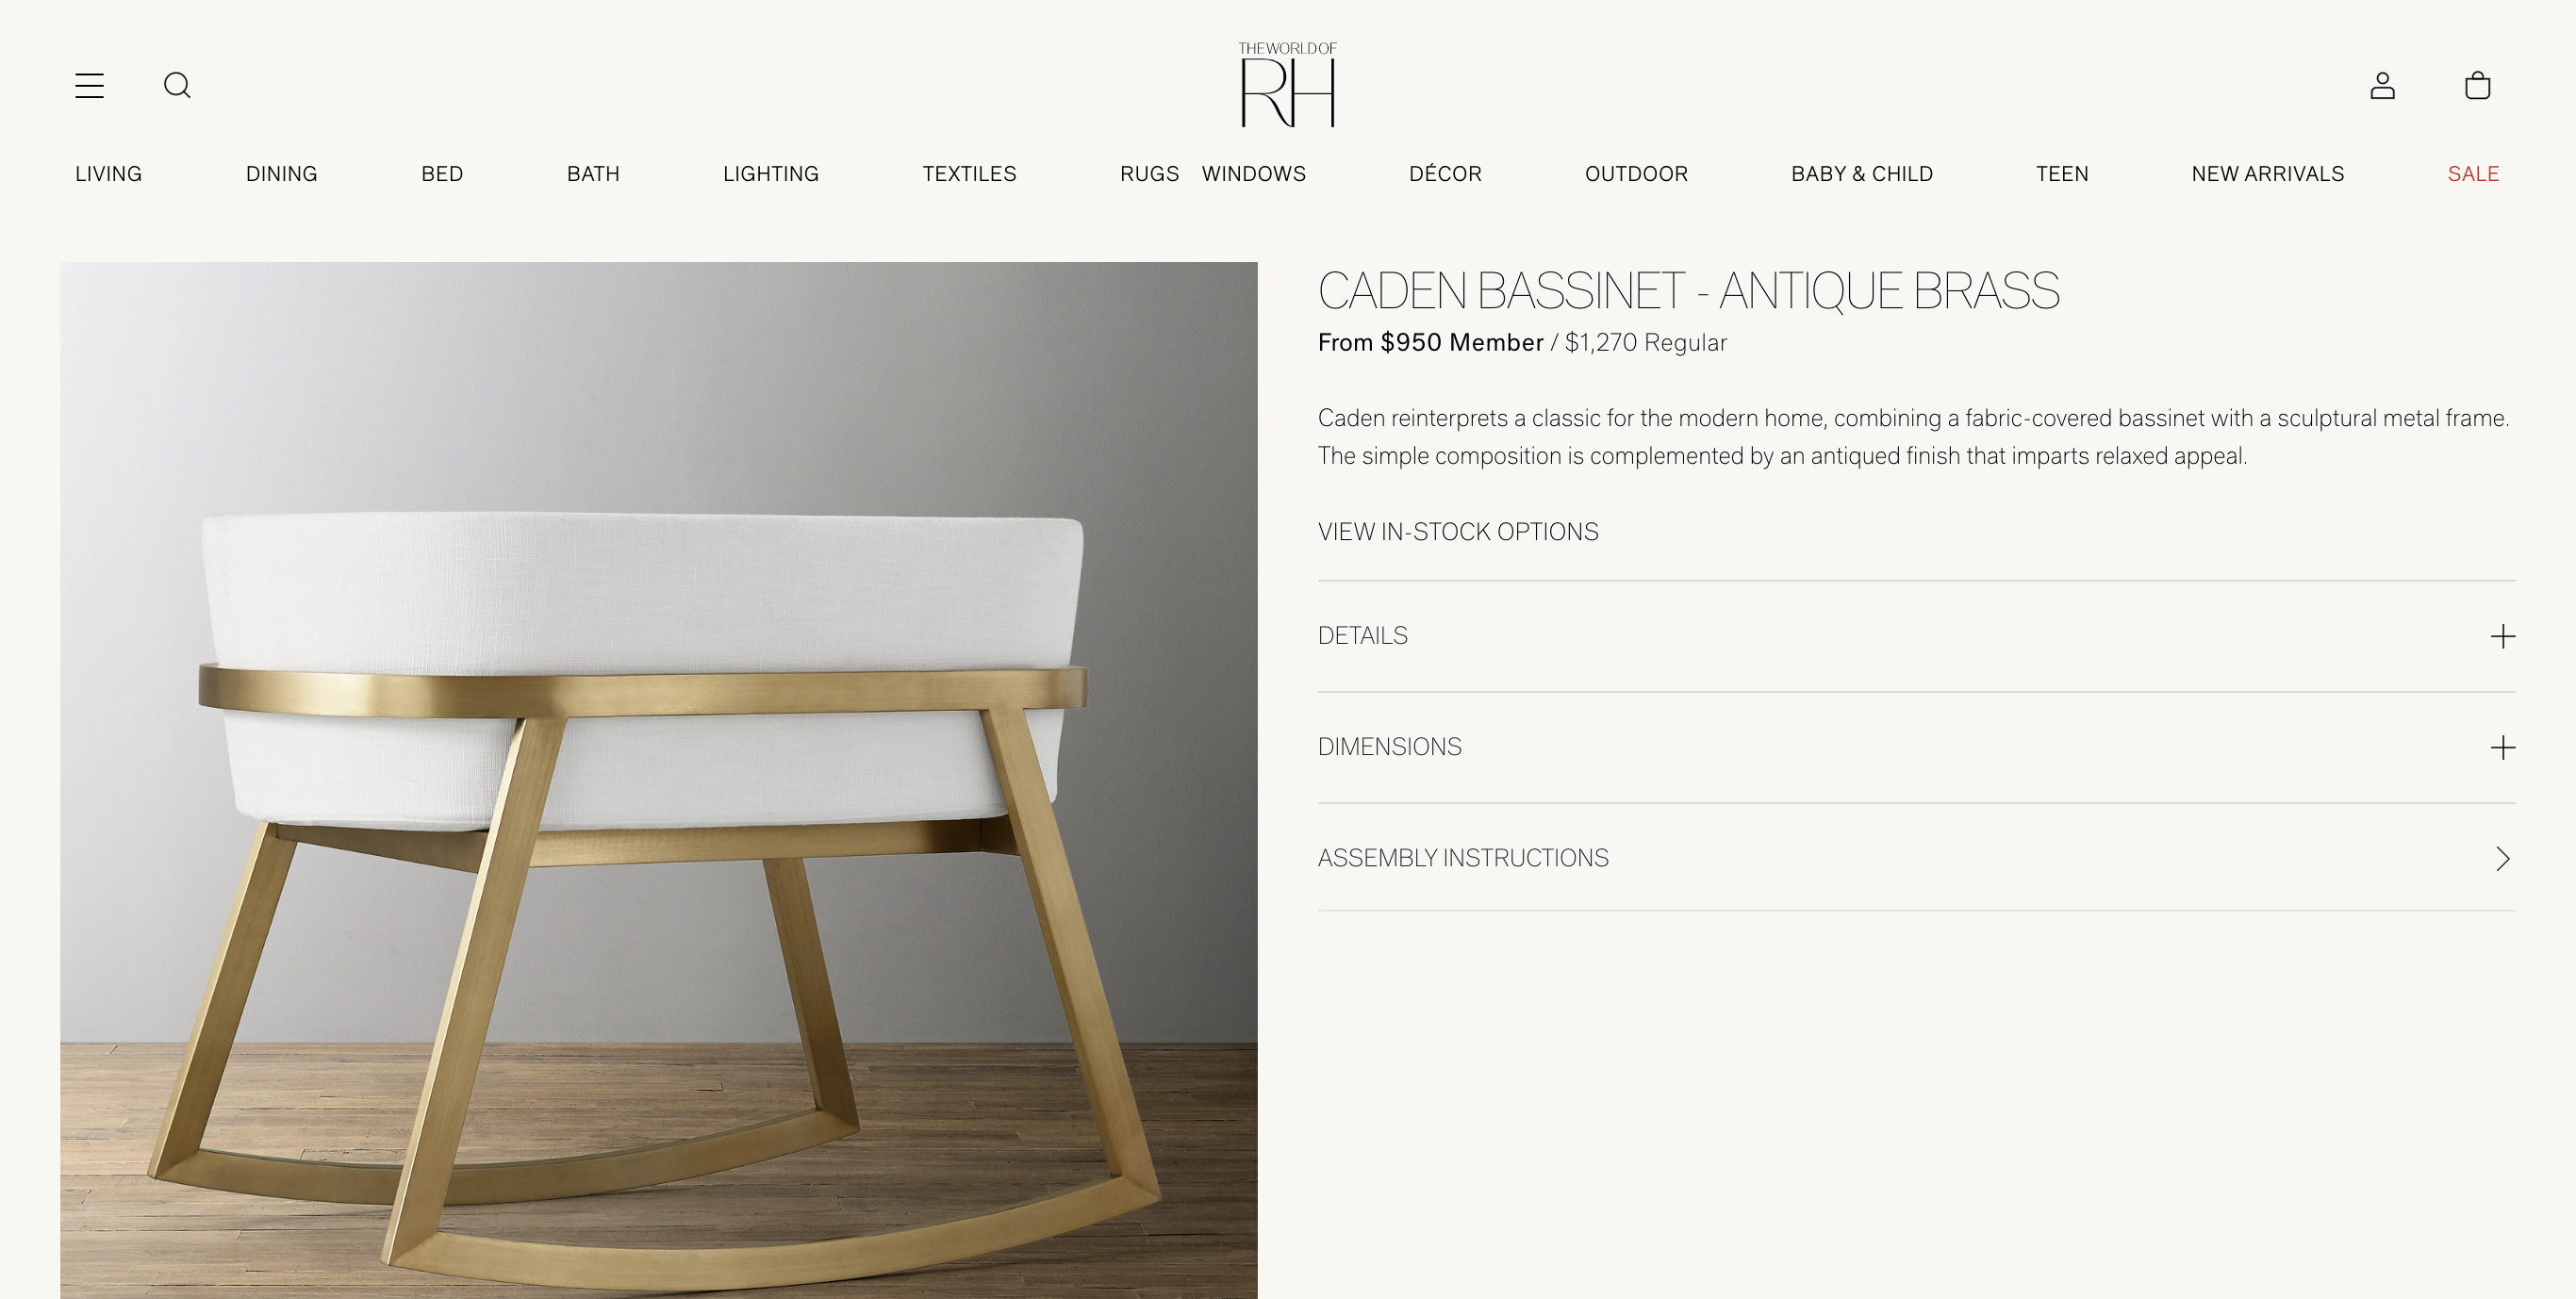 THE WORLD OF
RH
LIVING DINING BED BATH LIGHTING TEXTILES RUGS WINDOWS DÉCOR OUTDOOR BABY & CHILD TEEN NEW ARRIVALS SALE
CADEN BASSINET - ANTIQUE BRASS
From $950 Member / $1,270 Regular
Caden reinterprets a classic for the modern home, combining a fabric-covered bassinet with a sculptural metal frame.
The simple composition is complemented by an antiqued finish that imparts relaxed appeal.
VIEW IN-STOCK OPTIONS
DETAILS
DIMENSIONS
ASSEMBLY INSTRUCTIONS